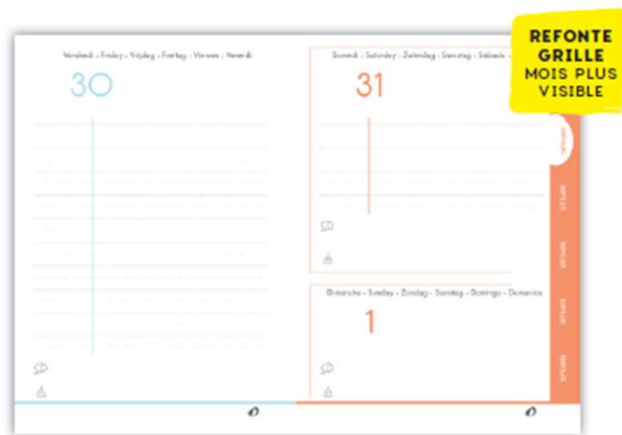 REFONTE
GRILLE
MOIS PLUS
VISIBLE
Vendredi - Friday - Vrijdag - Freitag - Viernes - Venerdì
30
Samedi - Saturday - Zaterdag - Samstag - Sábado
31
Dimanche - Sunday - Zondag - Sonntag - Domingo - Domenica
1